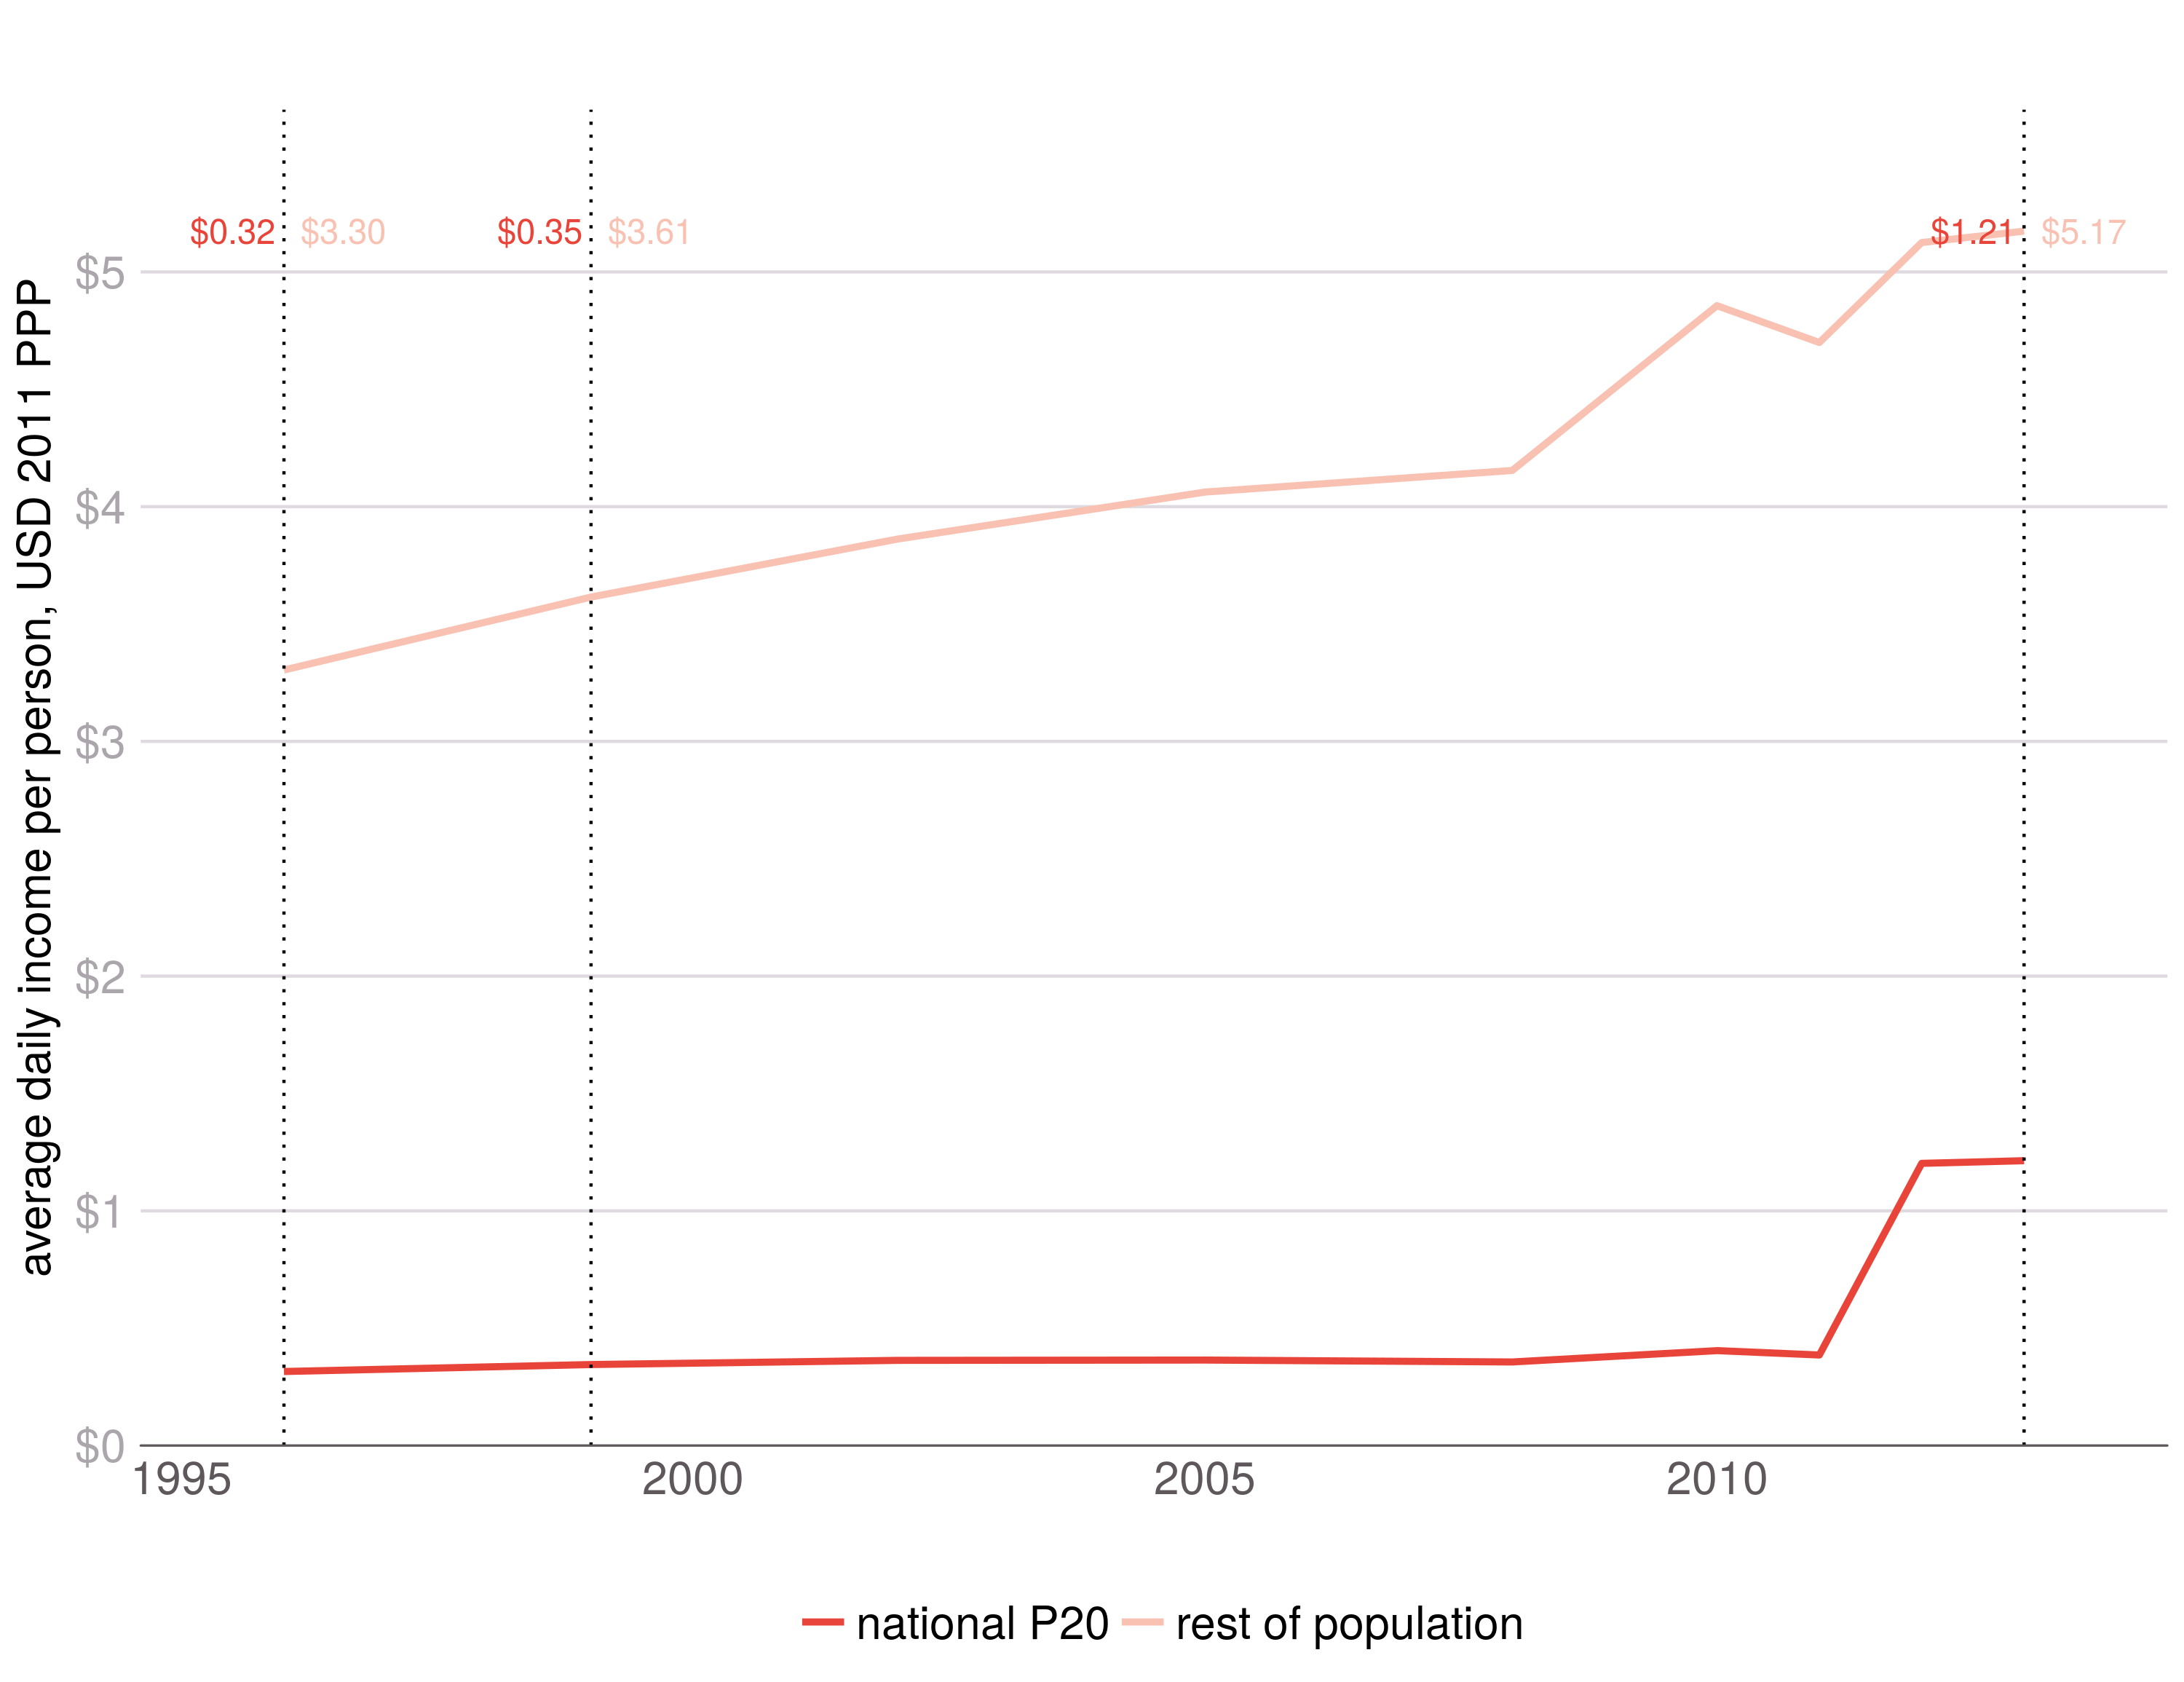 average daily income per person, USD 2011 PPP
$0.32 $3.30 $0.35 $3.61 $1.21 $5.17
$5
$4
$3
$2
$1
$0
1995 2000 2005 2010
national P20 rest of population